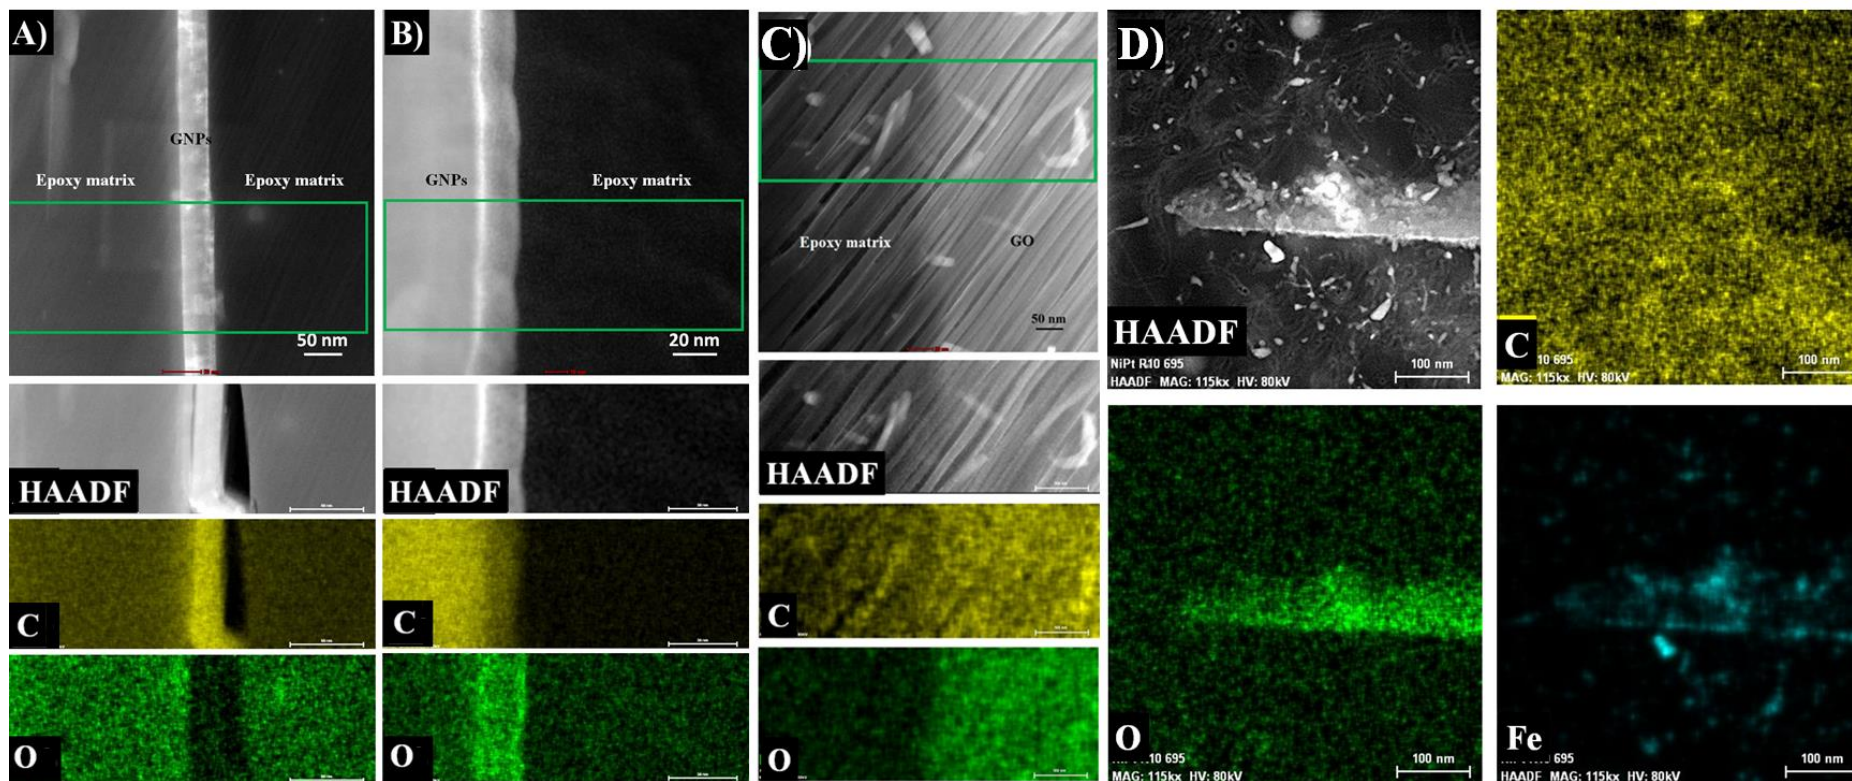 A)
GNPs
Epoxy matrix
Epoxy matrix
50 nm
HAADF
C
O
B)
GNPs
Epoxy matrix
20 nm
HAADF
C
O
C)
Epoxy matrix
GO
50 nm
HAADF
C
O
D)
HAADF
NiPt R10 695
HAADF MAG: 115kx HV: 80kV
100 nm
C
10 695
MAG: 115kx HV: 80kV
100 nm
O
10 695
MAG: 115kx HV: 80kV
100 nm
Fe
695
HAADF MAG: 115kx HV: 80kV
100 nm